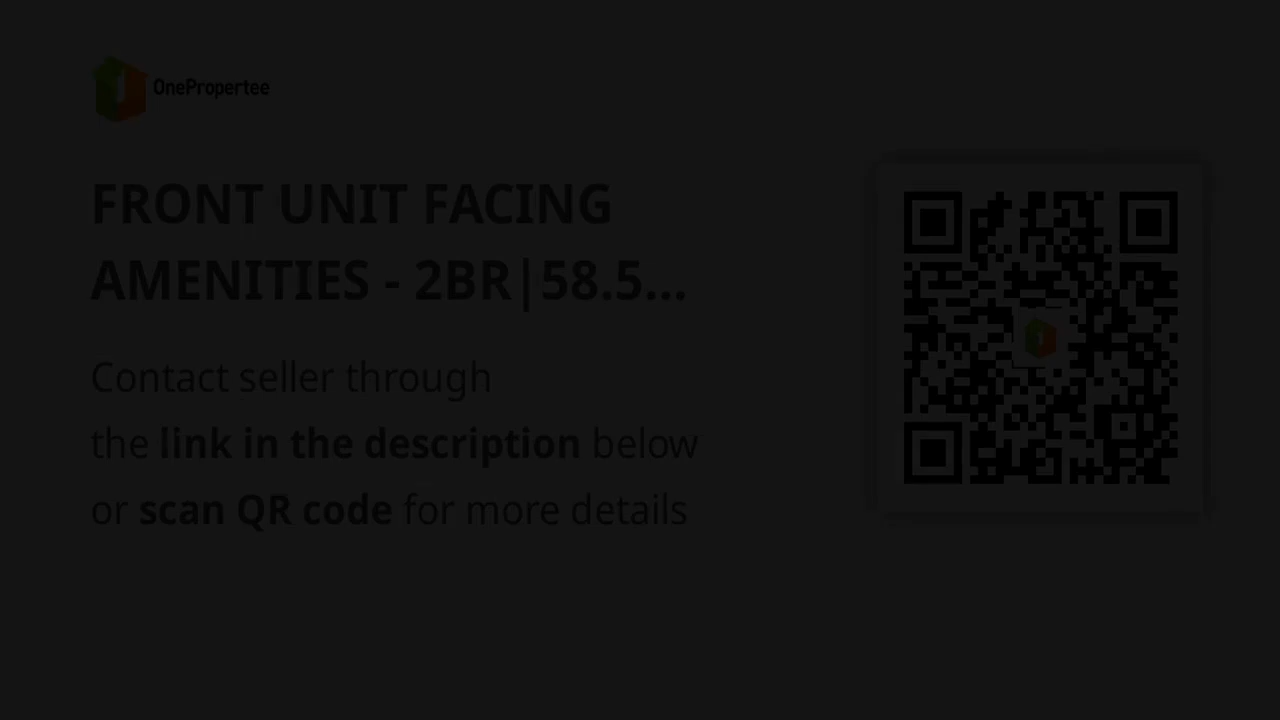 OnePropertee
FRONT UNIT FACING
AMENITIES - 2BR|58.5...
Contact seller through
the link in the description below
or scan QR code for more details